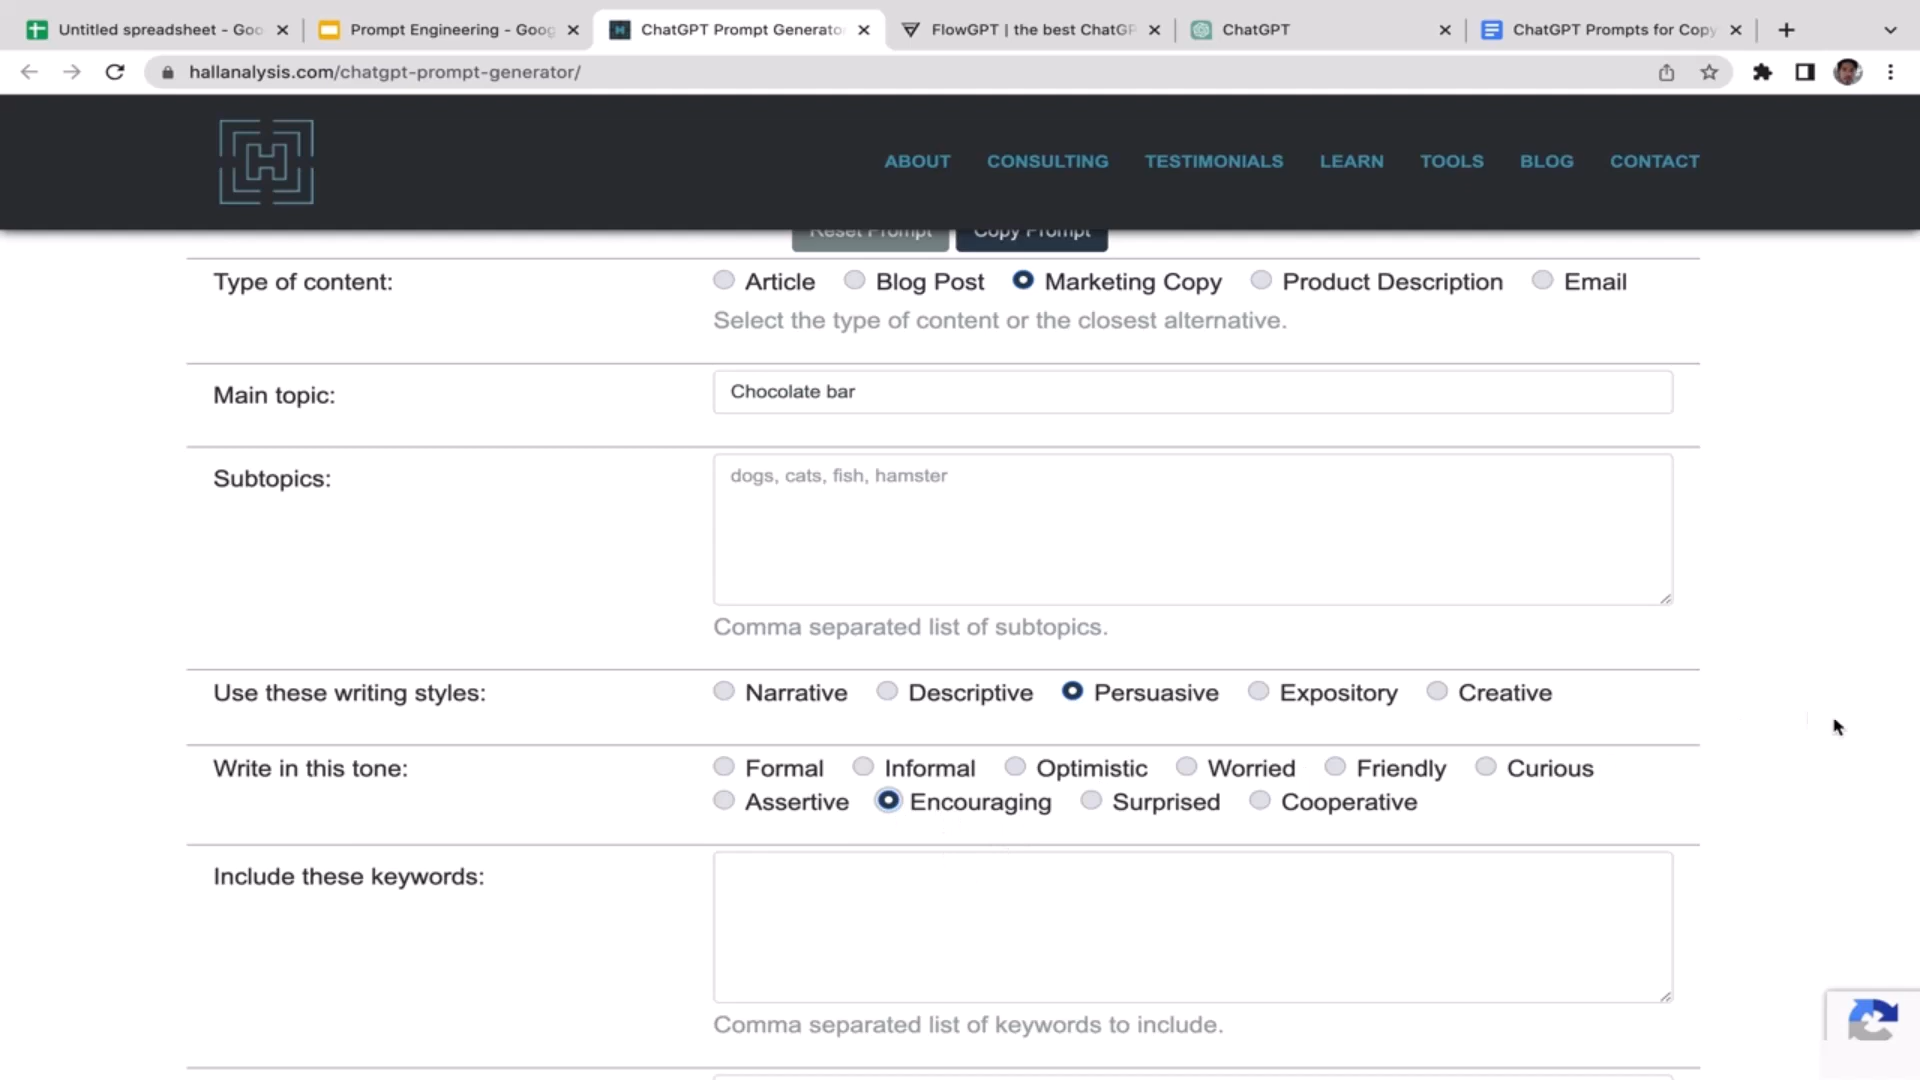 Untitled spreadsheet - Goo
Prompt Engineering - Goog
ChatGPT Prompt Generato
FlowGPT | the best ChatGP
ChatGPT
ChatGPT Prompts for Copy
hallanalysis.com/chatgpt-prompt-generator/
H
ABOUT CONSULTING TESTIMONIALS LEARN TOOLS BLOG CONTACT
Reset Prompt Copy Prompt
Type of content: Article Blog Post Marketing Copy Product Description Email
Select the type of content or the closest alternative.
Main topic: Chocolate bar
Subtopics: dogs, cats, fish, hamster
Comma separated list of subtopics.
Use these writing styles: Narrative Descriptive Persuasive Expository Creative
Write in this tone: Formal Informal Optimistic Worried Friendly Curious
Assertive Encouraging Surprised Cooperative
Include these keywords:
Comma separated list of keywords to include.